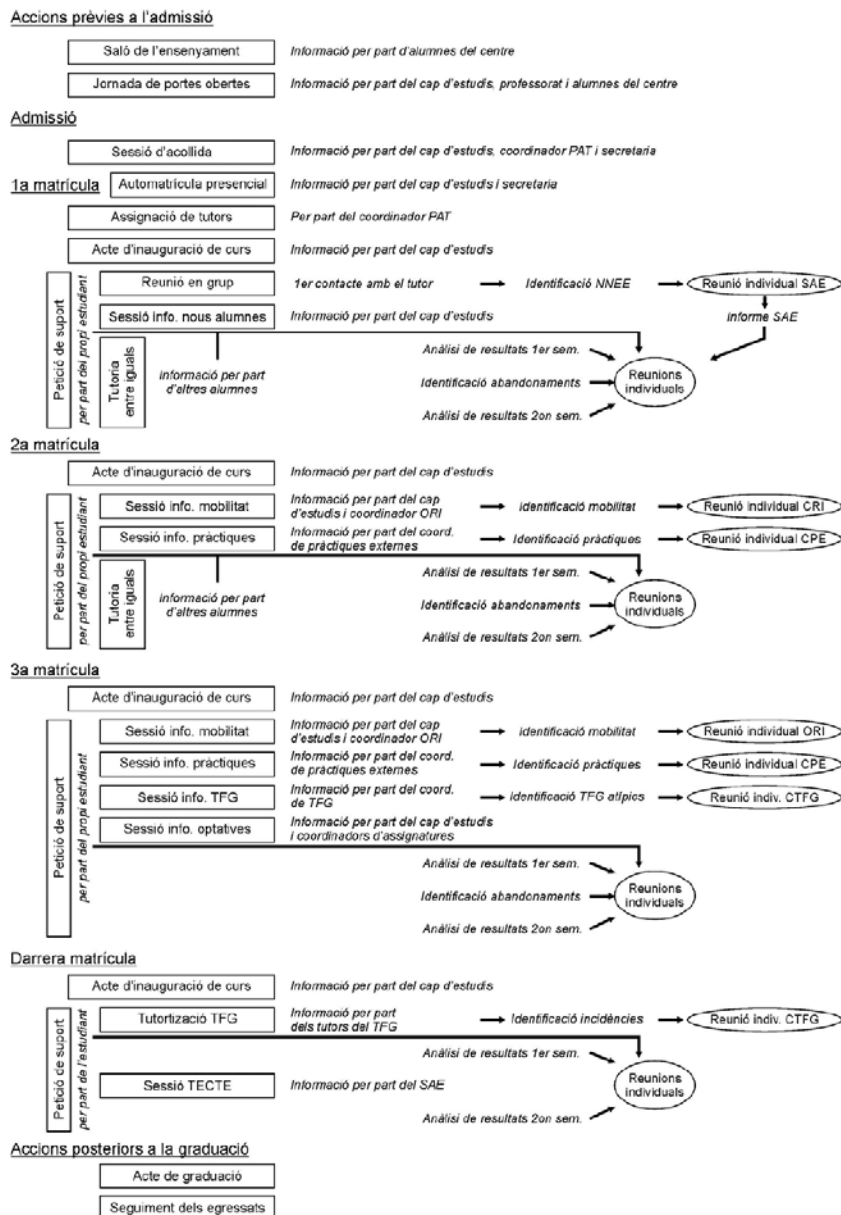 Accions prèvies a l'admissió
Saló de l'ensenyament
Informació per part d'alumnes del centre
Jornada de portes obertes
Informació per part del cap d'estudis, professorat i alumnes del centre
Admissió
Sessió d'acollida
Informació per part del cap d'estudis, coordinador PAT i secretaria
1a matrícula
Automatrícula presencial
Informació per part del cap d'estudis i secretaria
Assignació de tutors
Per part del coordinador PAT
Acte d'inauguració de curs
Informació per part del cap d'estudis
Petició de suport
per part del propi estudiant
Reunió en grup
1er contacte amb el tutor
Identificació NNEE
Reunió individual SAE
Sessió info. nous alumnes
Informació per part del cap d'estudis
Informe SAE
Tutoria
entre iguals
Informació per part
d'altres alumnes
Anàlisi de resultats 1er sem.
Identificació abandonaments
Anàlisi de resultats 2on sem.
Reunions
individuals
2a matrícula
Acte d'inauguració de curs
Informació per part del cap d'estudis
Petició de suport
per part del propi estudiant
Sessió info. mobilitat
Informació per part del cap
d'estudis i coordinador ORI
Identificació mobilitat
Reunió individual CRI
Sessió info. pràctiques
Informació per part del coord.
de pràctiques externes
Identificació pràctiques
Reunió individual CPE
Tutoria
entre iguals
Informació per part
d'altres alumnes
Anàlisi de resultats 1er sem.
Identificació abandonaments
Anàlisi de resultats 2on sem.
Reunions
individuals
3a matrícula
Acte d'inauguració de curs
Informació per part del cap d'estudis
Petició de suport
per part del propi estudiant
Sessió info. mobilitat
Informació per part del cap
d'estudis i coordinador ORI
Identificació mobilitat
Reunió individual ORI
Sessió info. pràctiques
Informació per part del coord.
de pràctiques externes
Identificació pràctiques
Reunió individual CPE
Sessió info. TFG
Informació per part del coord.
de TFG
Identificació TFG atípics
Reunió indiv. CTFG
Sessió info. optatives
Informació per part del cap d'estudis
i coordinadors d'assignatures
Anàlisi de resultats 1er sem.
Identificació abandonaments
Anàlisi de resultats 2on sem.
Reunions
individuals
Darrera matrícula
Acte d'inauguració de curs
Informació per part del cap d'estudis
Petició de suport
per part de l'estudiant
Tutortizació TFG
Informació per part
dels tutors del TFG
Identificació incidències
Reunió indiv. CTFG
Anàlisi de resultats 1er sem.
Sessió TECTE
Informació per part del SAE
Anàlisi de resultats 2on sem.
Reunions
individuals
Accions posteriors a la graduació
Acte de graduació
Seguiment dels egressats